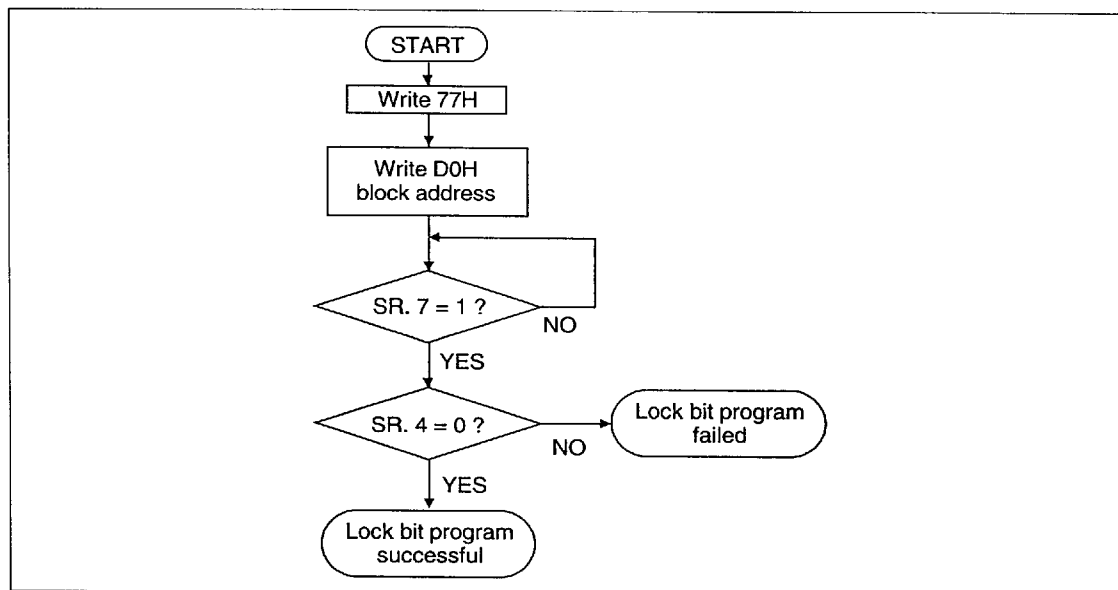 START
Write 77H
Write D0H
block address
SR. 7 = 1 ?
NO
YES
SR. 4 = 0 ?
NO
Lock bit program
failed
YES
Lock bit program
successful